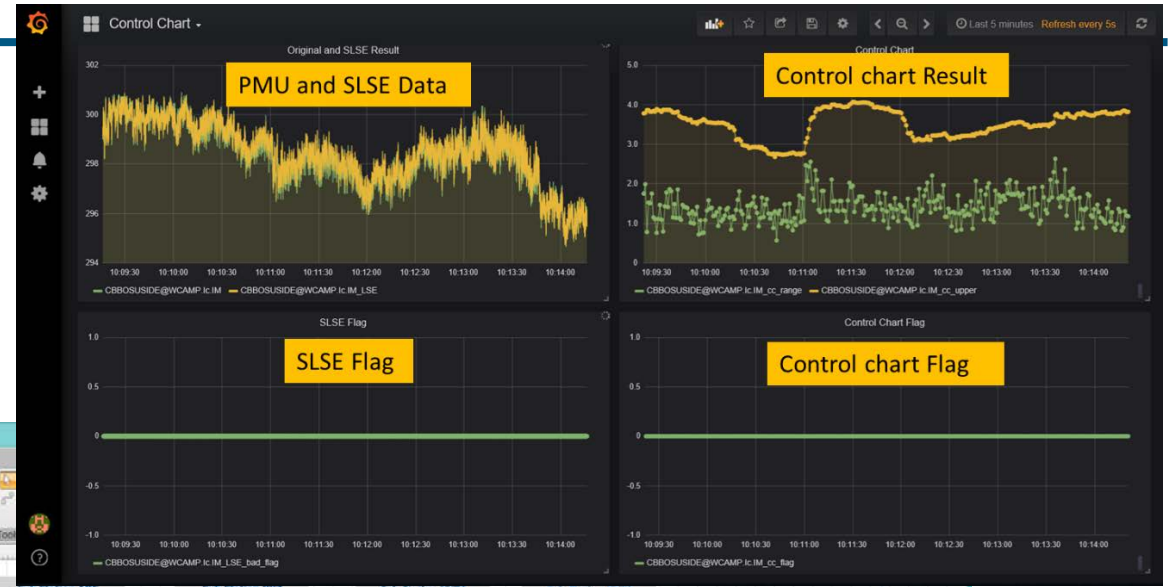 Control Chart
Last 5 minutes Refresh every 5s
Original and SLSE Result
PMU and SLSE Data
302
300
298
296
294
10:09:30 10:10:00 10:10:30 10:11:00 10:11:30 10:12:00 10:12:30 10:13:00 10:13:30 10:14:00
CBBOSUSIDE@WCAMP.Ic.IM CBBOSUSIDE@WCAMP.Ic.IM_LSE
Control Chart
Control chart Result
5.0
4.0
3.0
2.0
1.0
0
10:09:30 10:10:00 10:10:30 10:11:00 10:11:30 10:12:00 10:12:30 10:13:00 10:13:30 10:14:00
CBBOSUSIDE@WCAMP.Ic.IM_cc_range CBBOSUSIDE@WCAMP.Ic.IM_cc_upper
SLSE Flag
SLSE Flag
1.0
0.5
0
-0.5
-1.0
10:09:30 10:10:00 10:10:30 10:11:00 10:11:30 10:12:00 10:12:30 10:13:00 10:13:30 10:14:00
CBBOSUSIDE@WCAMP.Ic.IM_LSE_bad_flag
Control Chart Flag
Control chart Flag
1.0
0.5
0
-0.5
-1.0
10:09:30 10:10:00 10:10:30 10:11:00 10:11:30 10:12:00 10:12:30 10:13:00 10:13:30 10:14:00
CBBOSUSIDE@WCAMP.Ic.IM_cc_flag